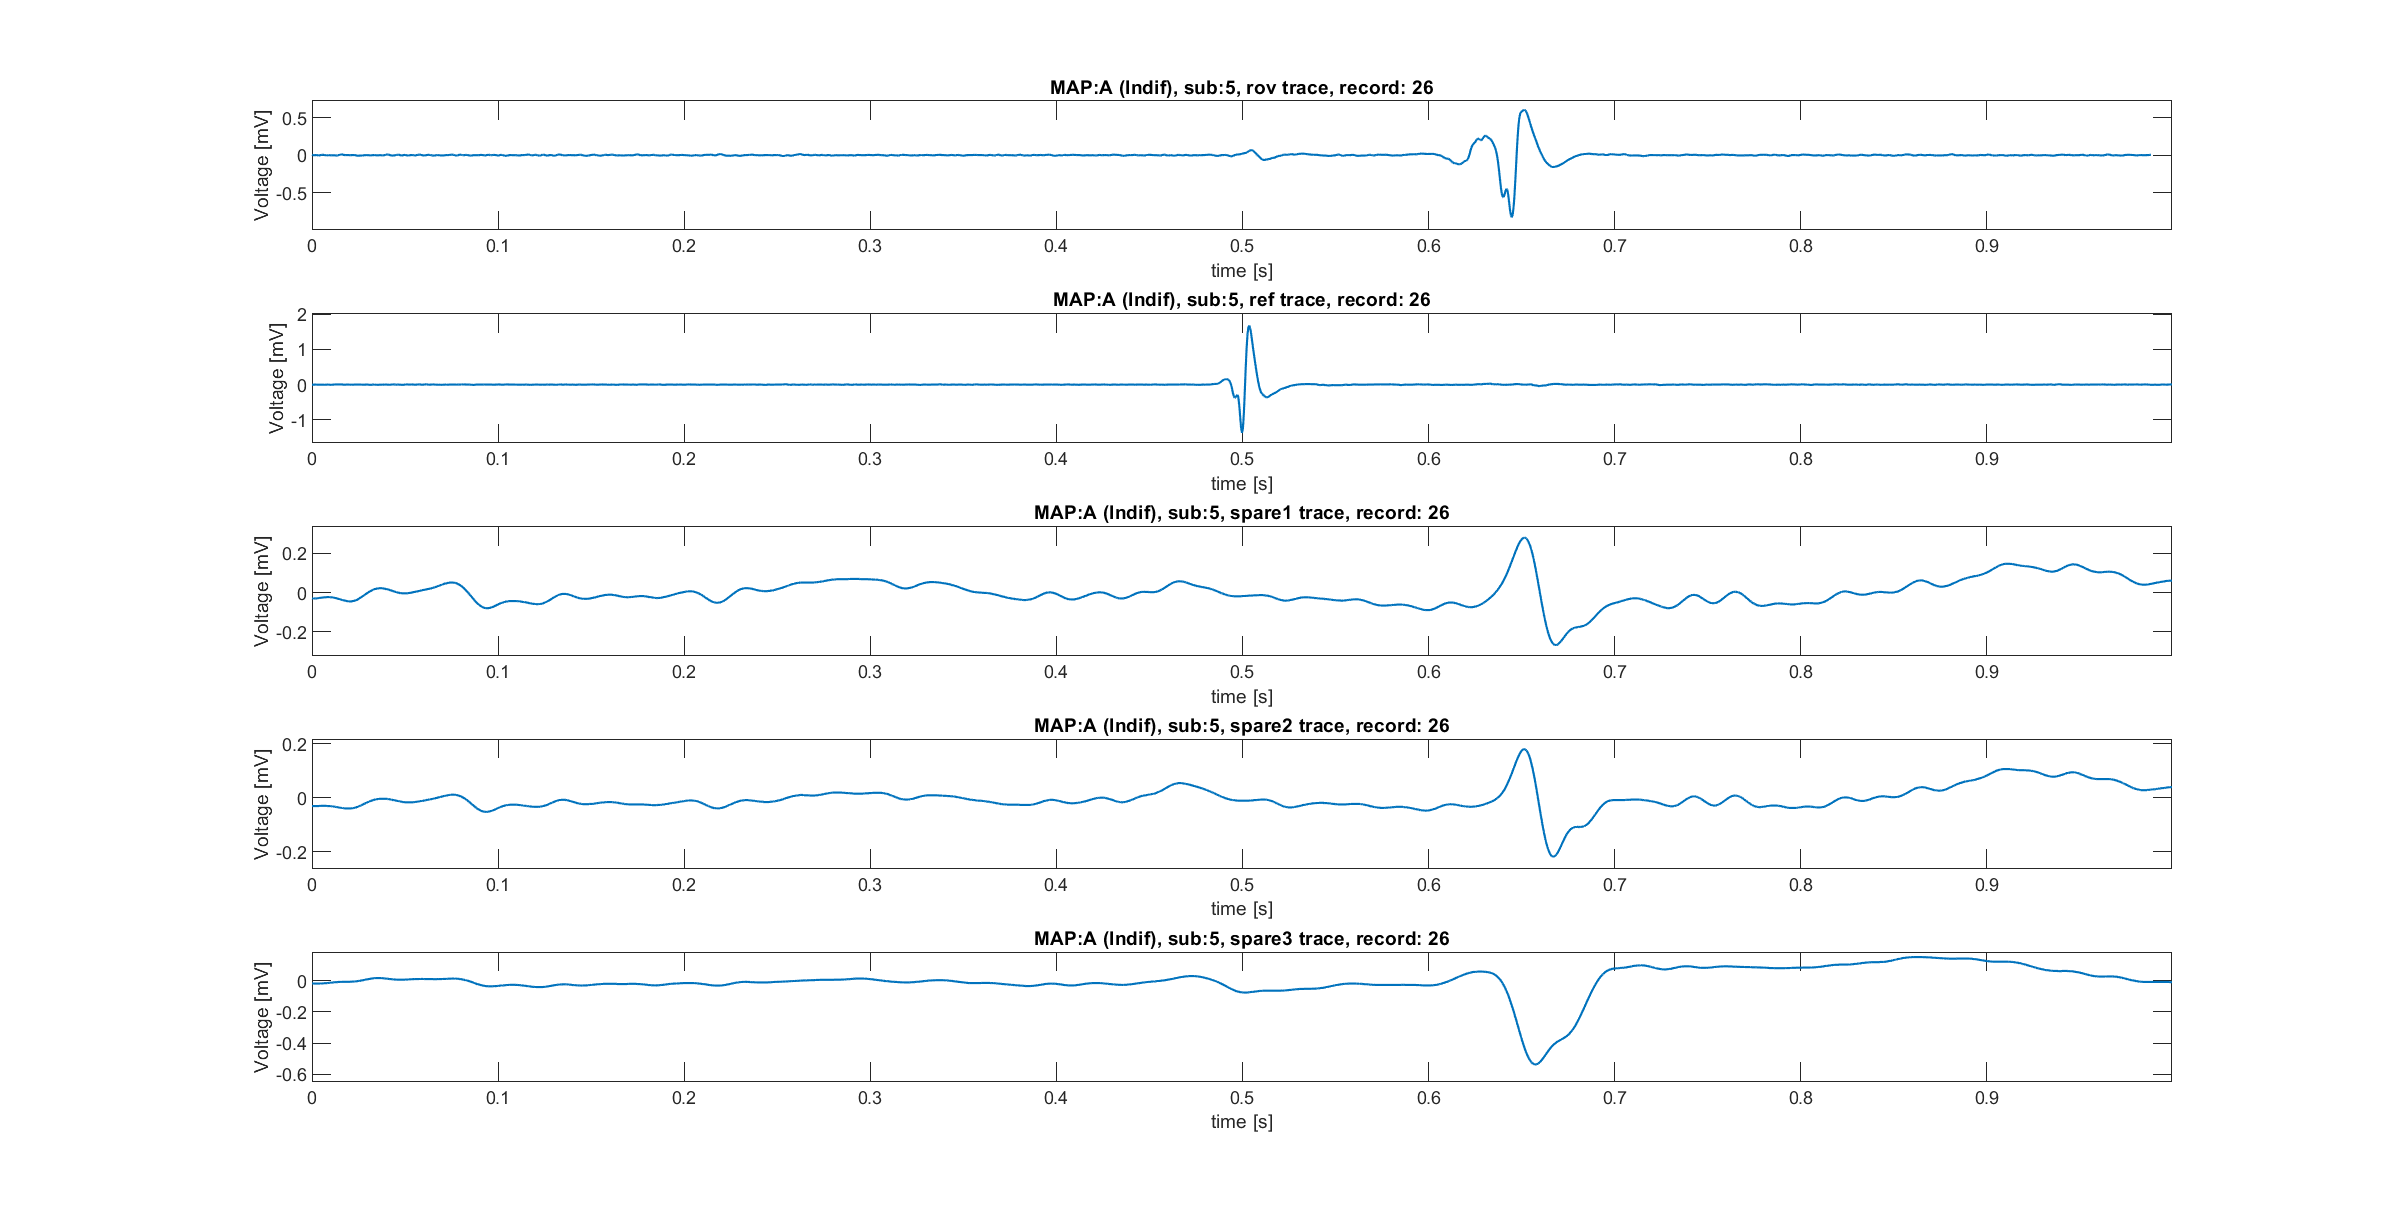 MAP:A (Indif), sub:5, rov trace, record: 26
Voltage [mV]
0.5
0
-0.5
0 0.1 0.2 0.3 0.4 0.5 0.6 0.7 0.8 0.9
time [s]
MAP:A (Indif), sub:5, ref trace, record: 26
Voltage [mV]
2
1
0
-1
0 0.1 0.2 0.3 0.4 0.5 0.6 0.7 0.8 0.9
time [s]
MAP:A (Indif), sub:5, spare1 trace, record: 26
Voltage [mV]
0.2
0
-0.2
0 0.1 0.2 0.3 0.4 0.5 0.6 0.7 0.8 0.9
time [s]
MAP:A (Indif), sub:5, spare2 trace, record: 26
Voltage [mV]
0.2
0
-0.2
0 0.1 0.2 0.3 0.4 0.5 0.6 0.7 0.8 0.9
time [s]
MAP:A (Indif), sub:5, spare3 trace, record: 26
Voltage [mV]
0
-0.2
-0.4
-0.6
0 0.1 0.2 0.3 0.4 0.5 0.6 0.7 0.8 0.9
time [s]